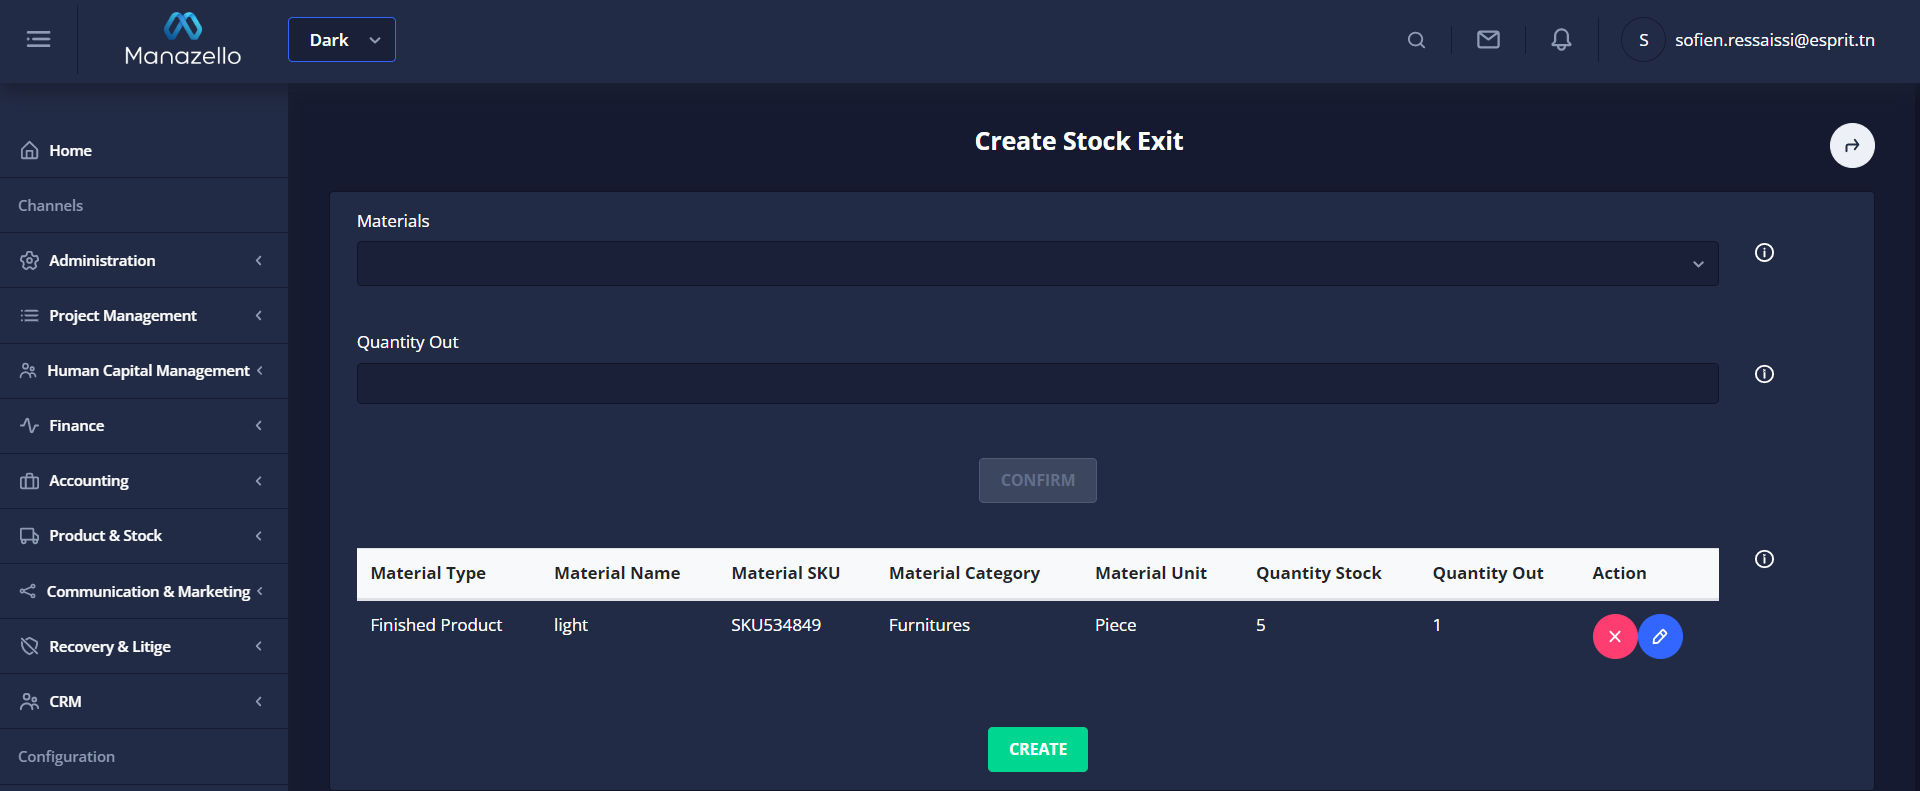 Manazello
Dark
S
sofien.ressaissi@esprit.tn
Home
Channels
Administration
Project Management
Human Capital Management
Finance
Accounting
Product & Stock
Communication & Marketing
Recovery & Litige
CRM
Configuration
Create Stock Exit
Materials
Quantity Out
CONFIRM
Material Type Material Name Material SKU Material Category Material Unit Quantity Stock Quantity Out Action
Finished Product light SKU534849 Furnitures Piece 5 1
CREATE